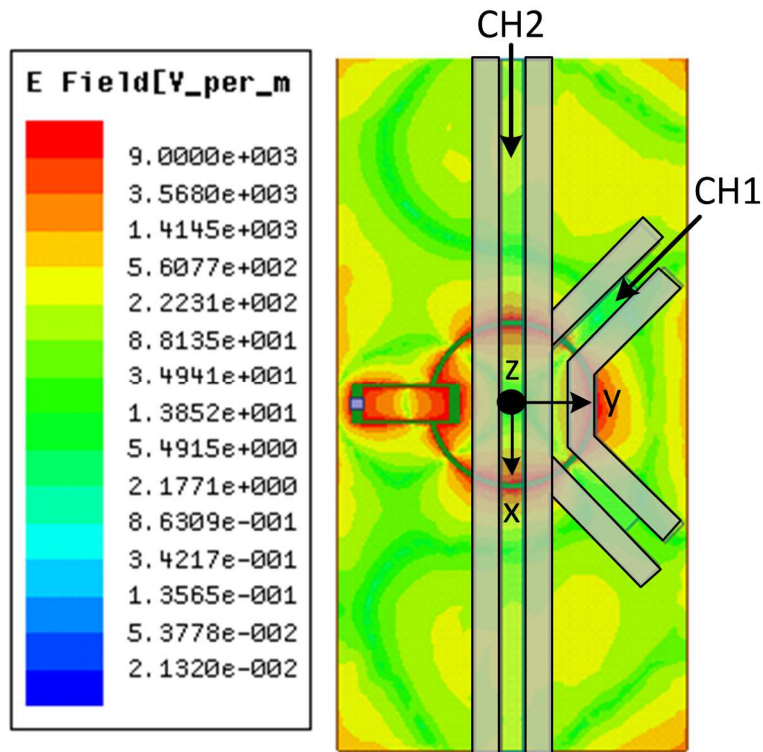 CH2
E Field[V_per_m
9.0000e+003
3.5680e+003
1.4145e+003
5.6077e+002
2.2231e+002
8.8135e+001
3.4941e+001
1.3852e+001
5.4915e+000
2.1771e+000
8.6309e-001
3.4217e-001
1.3565e-001
5.3778e-002
2.1320e-002
CH1
z
y
x